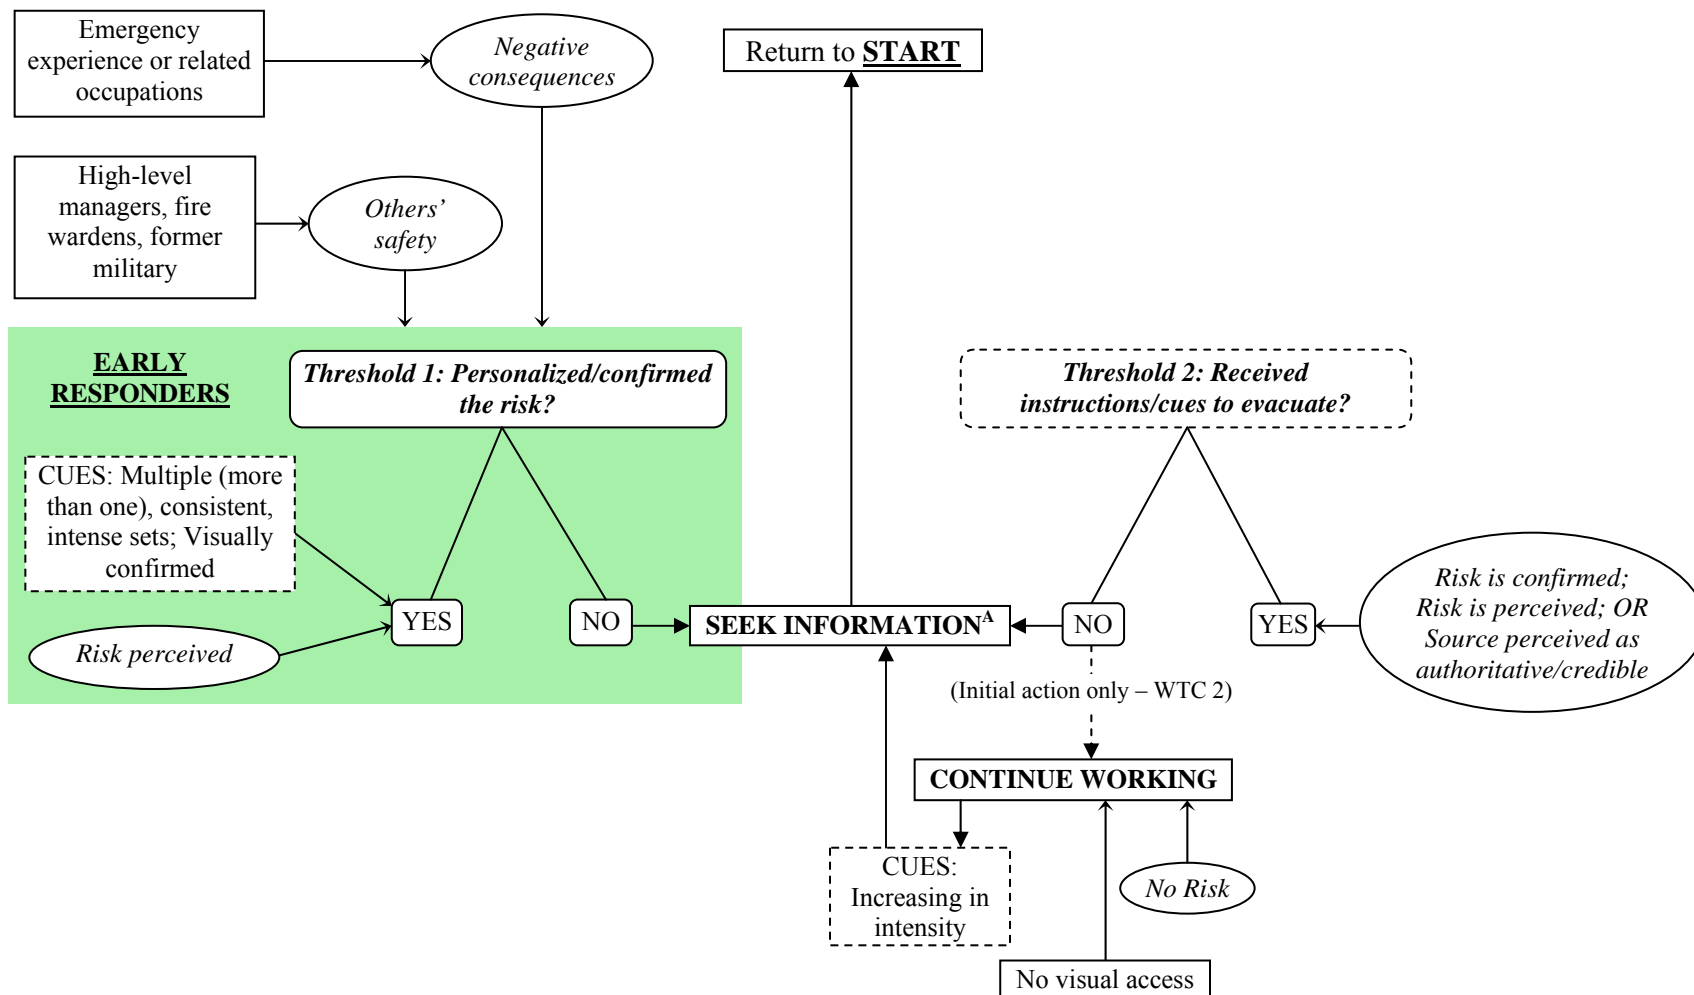 Emergency
experience or related
occupations
Negative
consequences
Return to START
High-level
managers, fire
wardens, former
military
Others’
safety
EARLY
RESPONDERS
Threshold 1: Personalized/confirmed
the risk?
Threshold 2: Received
instructions/cues to evacuate?
CUES: Multiple (more
than one), consistent,
intense sets; Visually
confirmed
Risk perceived
YES
NO
SEEK INFORMATIONᴬ
NO
YES
Risk is confirmed;
Risk is perceived; OR
Source perceived as
authoritative/credible
(Initial action only – WTC 2)
CONTINUE WORKING
CUES:
Increasing in
intensity
No Risk
No visual access